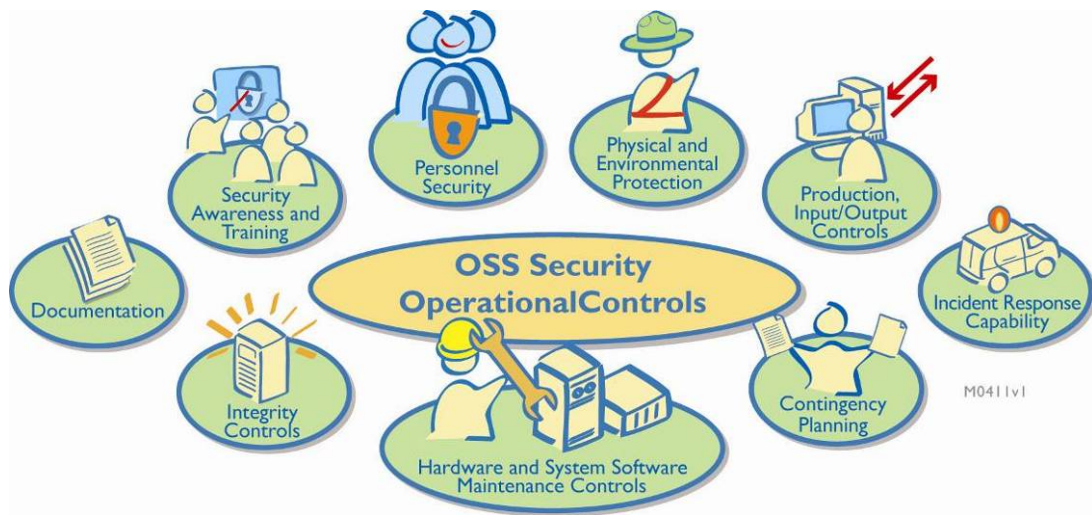 Personnel
Security
Physical and
Environmental
Protection
Security
Awareness and
Training
Production,
Input/Output
Controls
OSS Security
OperationalControls
Documentation
Incident Response
Capability
Integrity
Controls
Hardware and System Software
Maintenance Controls
Contingency
Planning
M0411v1